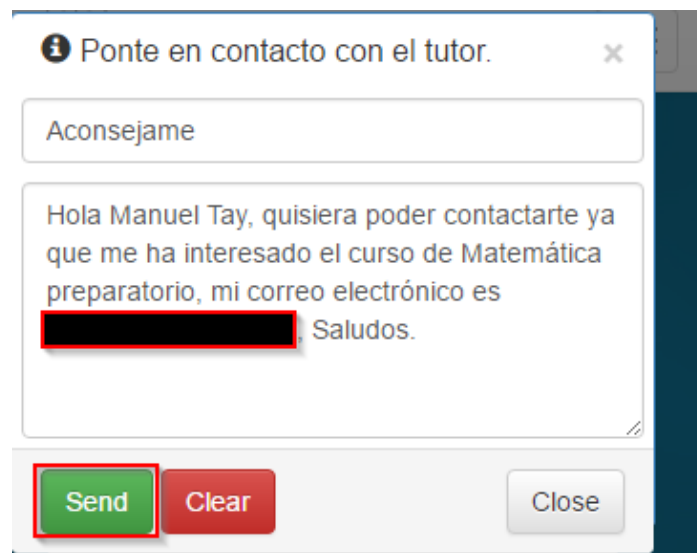 Ponte en contacto con el tutor.
Aconsejame
Hola Manuel Tay, quisiera poder contactarte ya
que me ha interesado el curso de Matemática
preparatorio, mi correo electrónico es
, Saludos.
Send Clear Close